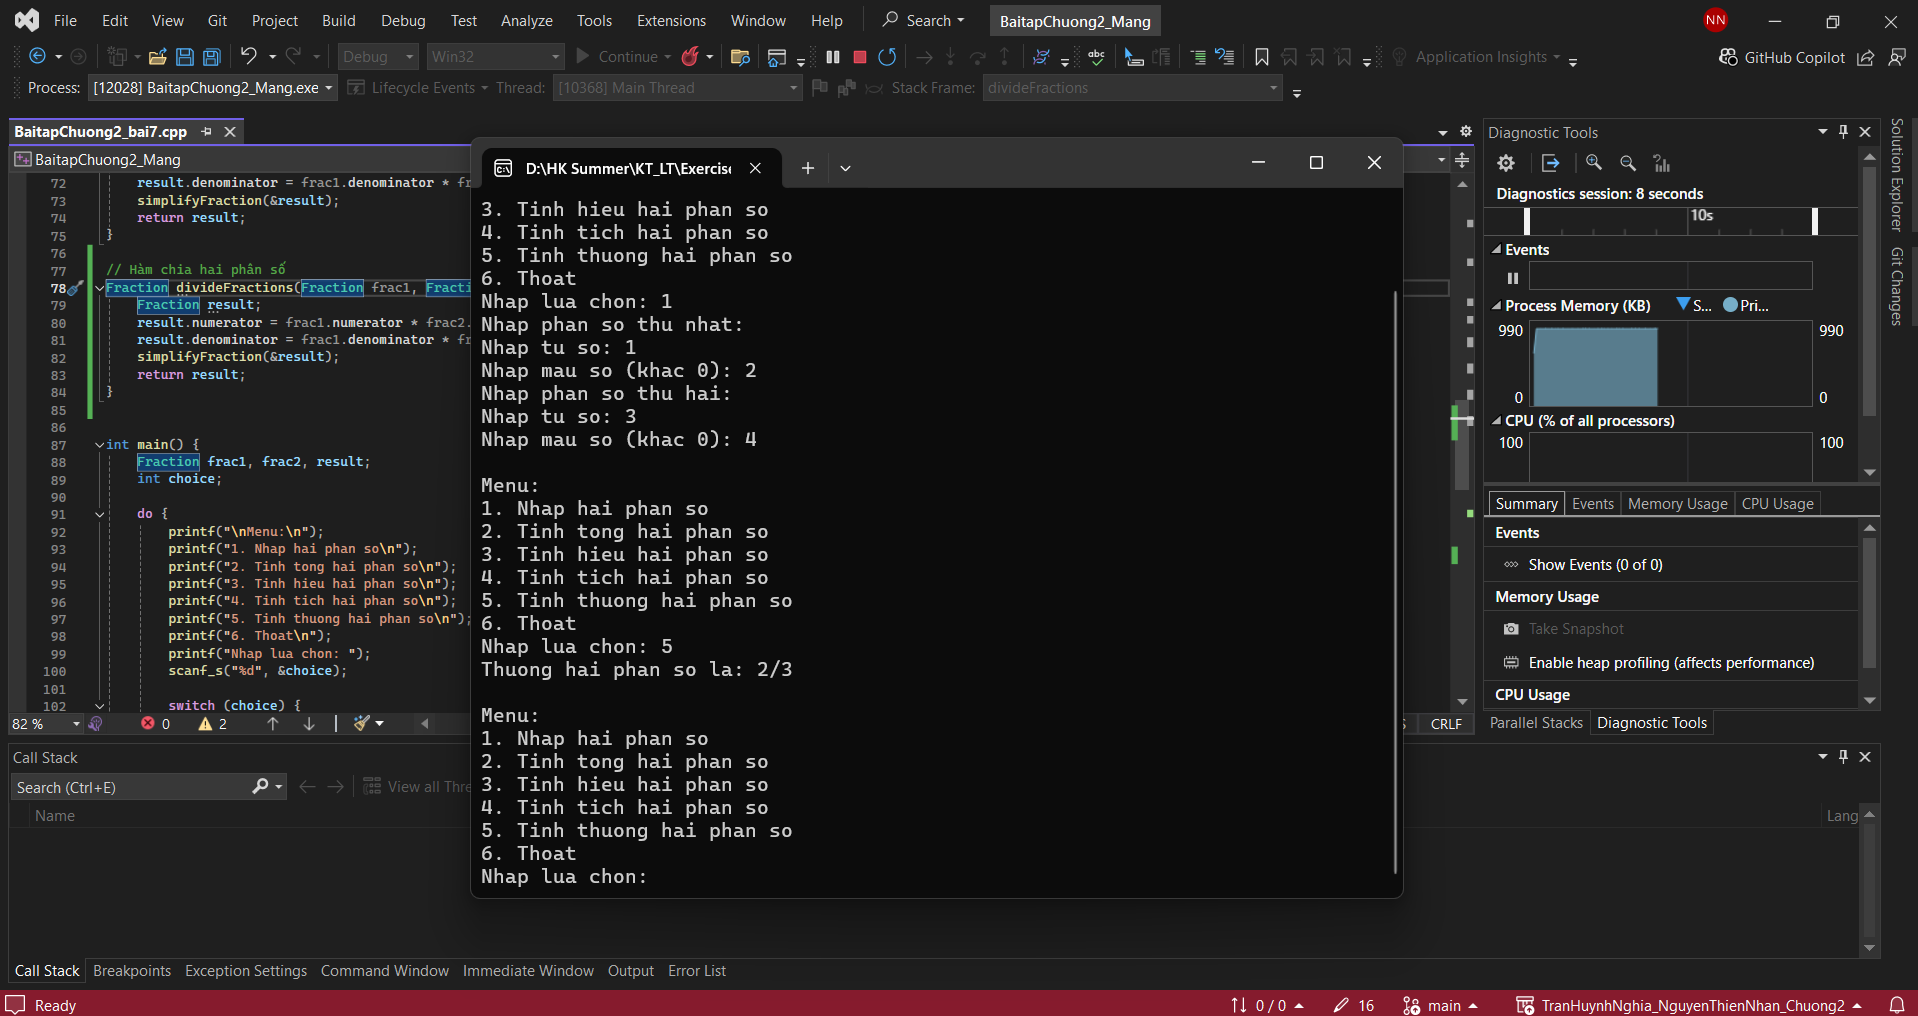 File Edit View Git Project Build Debug Test Analyze Tools Extensions Window Help Search BaitapChuong2_Mang NN
Debug Win32 Continue abc Application Insights GitHub Copilot
Process: [12028] BaitapChuong2_Mang.exe Lifecycle Events Thread: [10368] Main Thread Stack Frame: divideFractions
BaitapChuong2_bai7.cpp
BaitapChuong2_Mang
72 result.denominator = frac1.denominator * fr
73 simplifyFraction(&result);
74 return result;
75 }
76
77 // Hàm chia hai phân số
78 Fraction divideFractions(Fraction frac1, Fracti
79 Fraction result;
80 result.numerator = frac1.numerator * frac2.
81 result.denominator = frac1.denominator * fr
82 simplifyFraction(&result);
83 return result;
84 }
85
86
87 int main() {
88 Fraction frac1, frac2, result;
89 int choice;
90
91 do {
92 printf("\nMenu:\n");
93 printf("1. Nhap hai phan so\n");
94 printf("2. Tinh tong hai phan so\n");
95 printf("3. Tinh hieu hai phan so\n");
96 printf("4. Tinh tich hai phan so\n");
97 printf("5. Tinh thuong hai phan so\n");
98 printf("6. Thoat\n");
99 printf("Nhap lua chon: ");
100 scanf_s("%d", &choice);
101
102 switch (choice) {
82 % 0 2
CRLF
D:\HK Summer\KT_LT\Exercise
3. Tinh hieu hai phan so
4. Tinh tich hai phan so
5. Tinh thuong hai phan so
6. Thoat
Nhap lua chon: 1
Nhap phan so thu nhat:
Nhap tu so: 1
Nhap mau so (khac 0): 2
Nhap phan so thu hai:
Nhap tu so: 3
Nhap mau so (khac 0): 4
Menu:
1. Nhap hai phan so
2. Tinh tong hai phan so
3. Tinh hieu hai phan so
4. Tinh tich hai phan so
5. Tinh thuong hai phan so
6. Thoat
Nhap lua chon: 5
Thuong hai phan so la: 2/3
Menu:
1. Nhap hai phan so
2. Tinh tong hai phan so
3. Tinh hieu hai phan so
4. Tinh tich hai phan so
5. Tinh thuong hai phan so
6. Thoat
Nhap lua chon:
Diagnostic Tools
Diagnostics session: 8 seconds
10s
Events
Process Memory (KB) S... Pri...
990 990
0 0
CPU (% of all processors)
100 100
Summary Events Memory Usage CPU Usage
Events
Show Events (0 of 0)
Memory Usage
Take Snapshot
Enable heap profiling (affects performance)
CPU Usage
Parallel Stacks Diagnostic Tools
Solution Explorer
Git Changes
Call Stack
Search (Ctrl+E) View all Thre
Name Lang
Call Stack Breakpoints Exception Settings Command Window Immediate Window Output Error List
Ready 0 / 0 16 main TranHuynhNghia_NguyenThienNhan_Chuong2